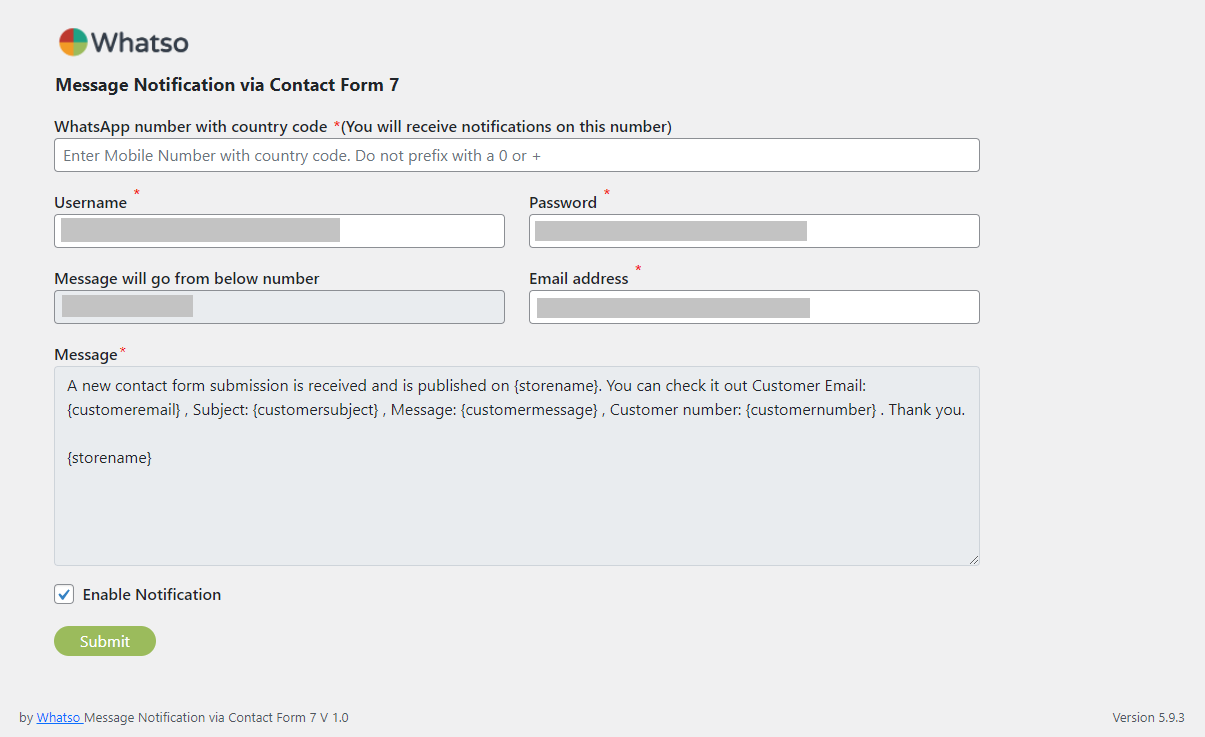 Whatso
Message Notification via Contact Form 7
WhatsApp number with country code *(You will receive notifications on this number)
Enter Mobile Number with country code. Do not prefix with a 0 or +
Username *
Password *
Message will go from below number
Email address *
Message*
A new contact form submission is received and is published on {storename}. You can check it out Customer Email:
{customeremail} , Subject: {customersubject} , Message: {customermessage} , Customer number: {customernumber} . Thank you.
{storename}
Enable Notification
Submit
by Whatso Message Notification via Contact Form 7 V 1.0
Version 5.9.3